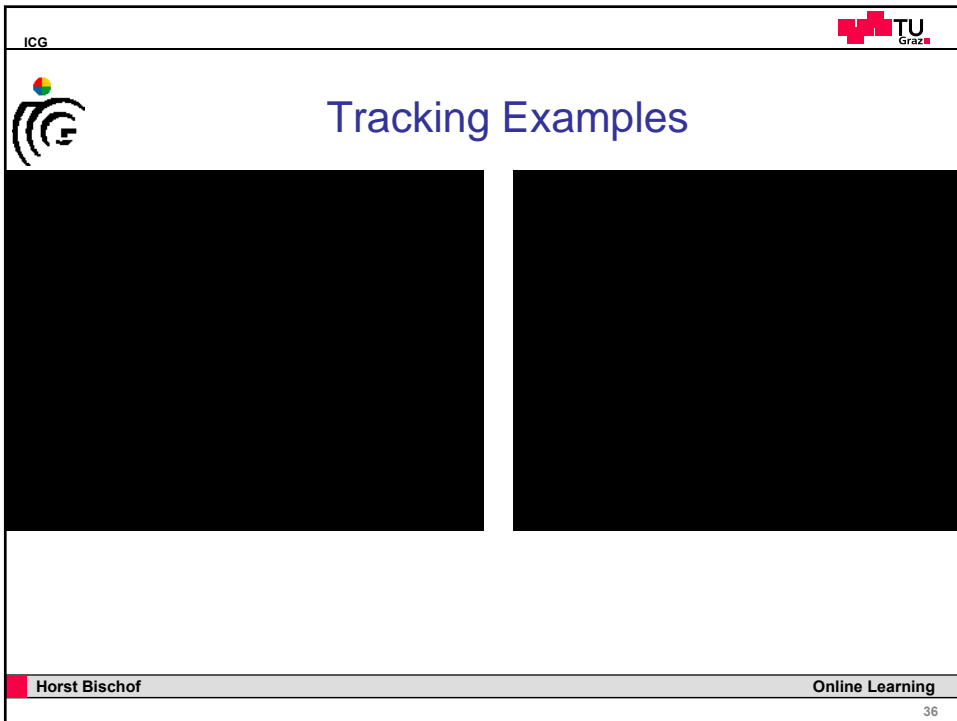 ICG
TU
Graz
Tracking Examples
Horst Bischof
Online Learning
36